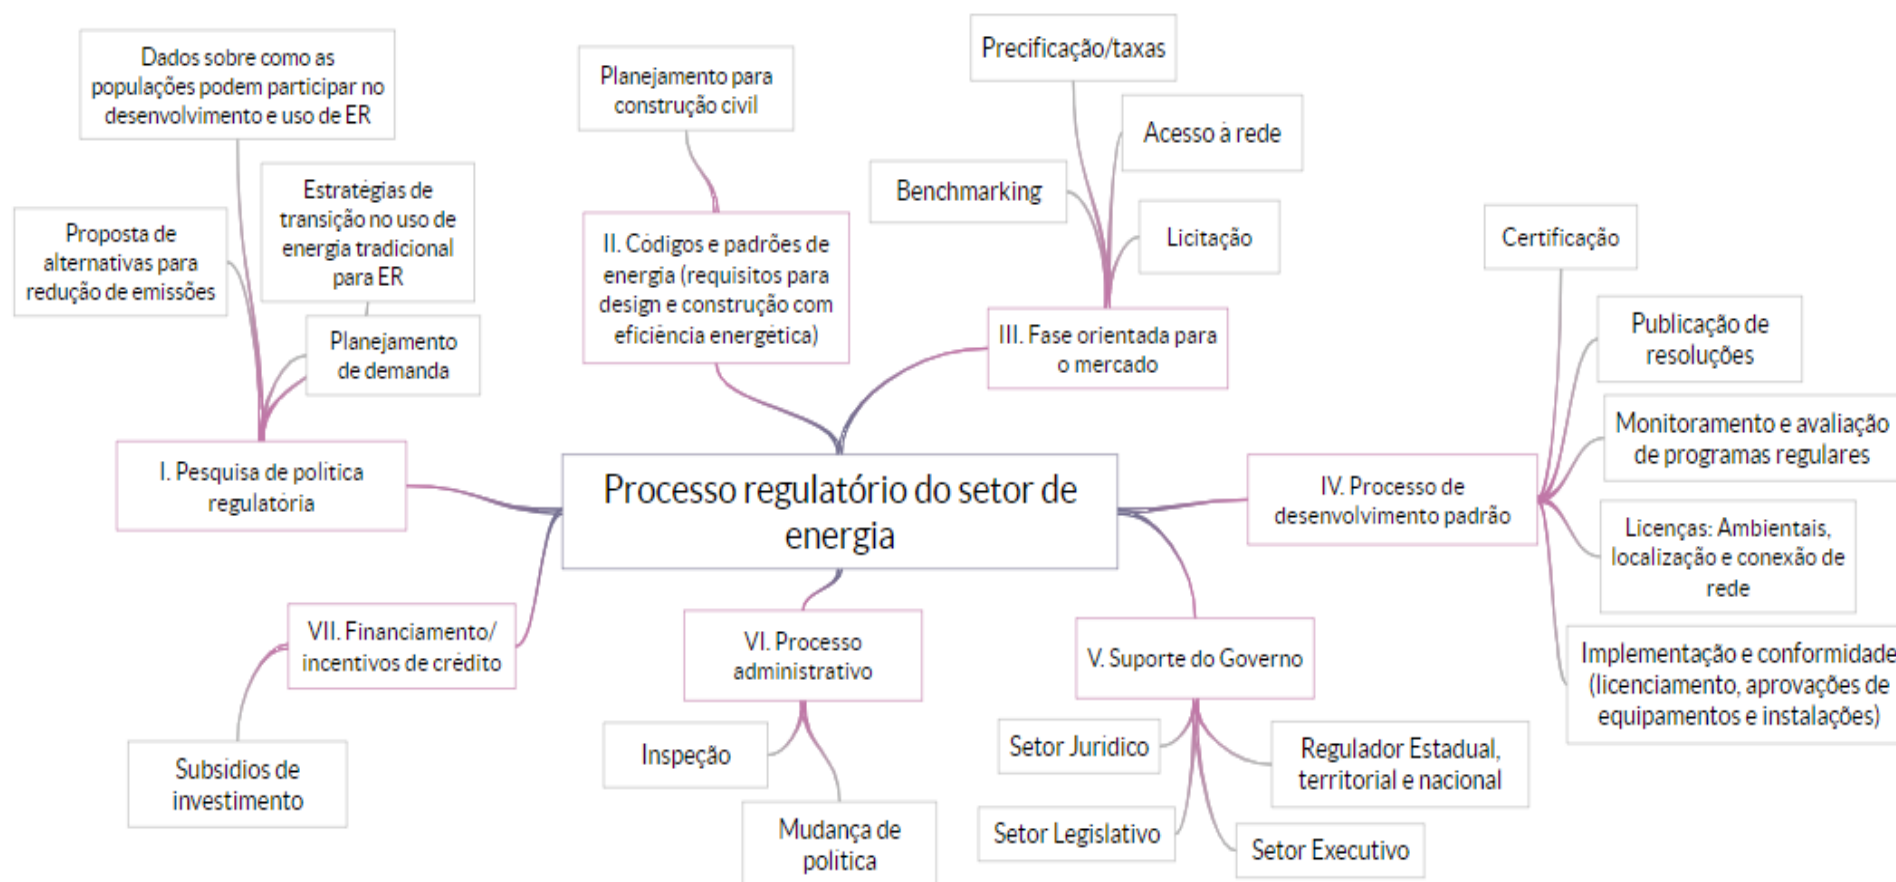 Dados sobre como as
populações podem participar no
desenvolvimento e uso de ER
Estratégias de
transição no uso de
energia tradicional
para ER
Proposta de
alternativas para
redução de emissões
Planejamento
de demanda
I. Pesquisa de política
regulatória
Planejamento para
construção civil
II. Códigos e padrões de
energia (requisitos para
design e construção com
eficiência energética)
Precificação/taxas
Acesso à rede
Benchmarking
Licitação
III. Fase orientada para
o mercado
Certificação
Publicação de
resoluções
Monitoramento e avaliação
de programas regulares
IV. Processo de
desenvolvimento padrão
Licenças: Ambientais,
localização e conexão de
rede
Implementação e conformidade
(licenciamento, aprovações de
equipamentos e instalações)
Processo regulatório do setor de
energia
VII. Financiamento/
incentivos de crédito
Subsídios de
investimento
VI. Processo
administrativo
Inspeção
Mudança de
política
V. Suporte do Governo
Setor Jurídico
Regulador Estadual,
territorial e nacional
Setor Legislativo
Setor Executivo